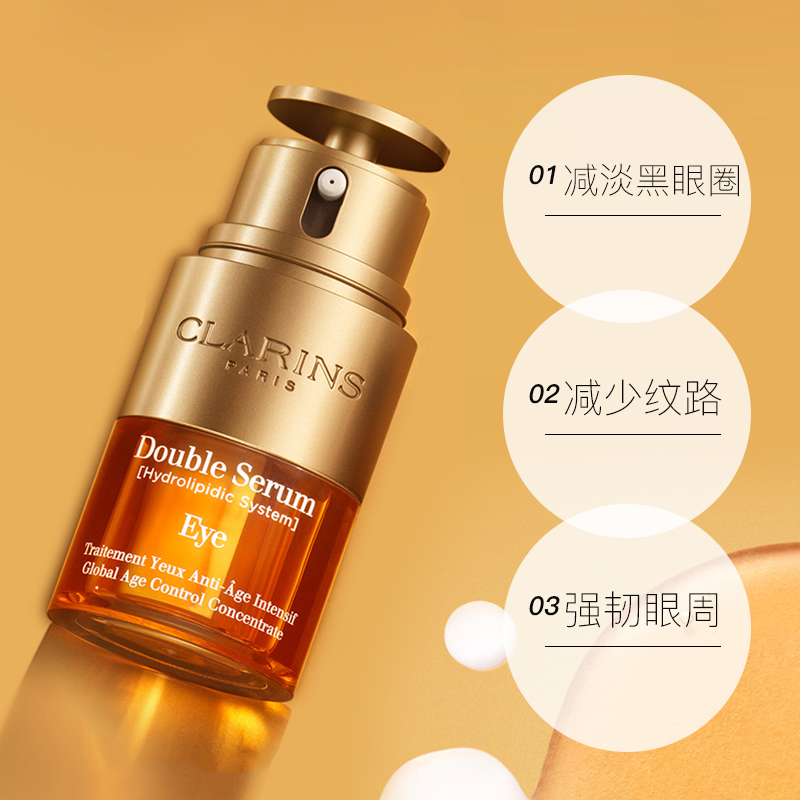 CLARINS
PARIS
Double Serum
[Hydrolipidic System]
Eye
Traitement Yeux Anti-Âge Intensif
Global Age Control Concentrate
01 减淡黑眼圈
02 减少纹路
03 强韧眼周